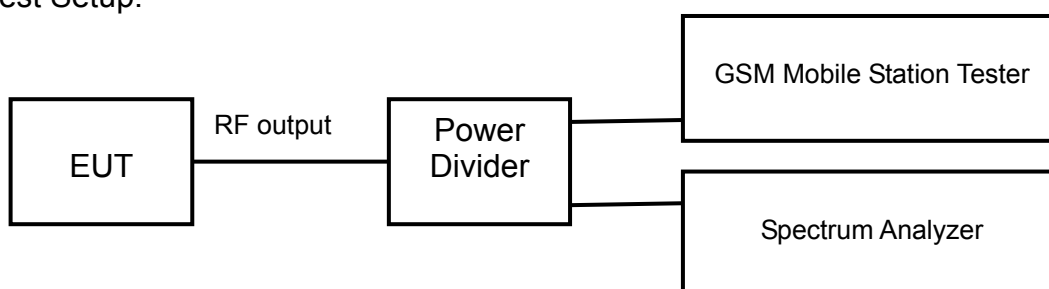 est Setup:
GSM Mobile Station Tester
RF output
EUT
Power
Divider
Spectrum Analyzer